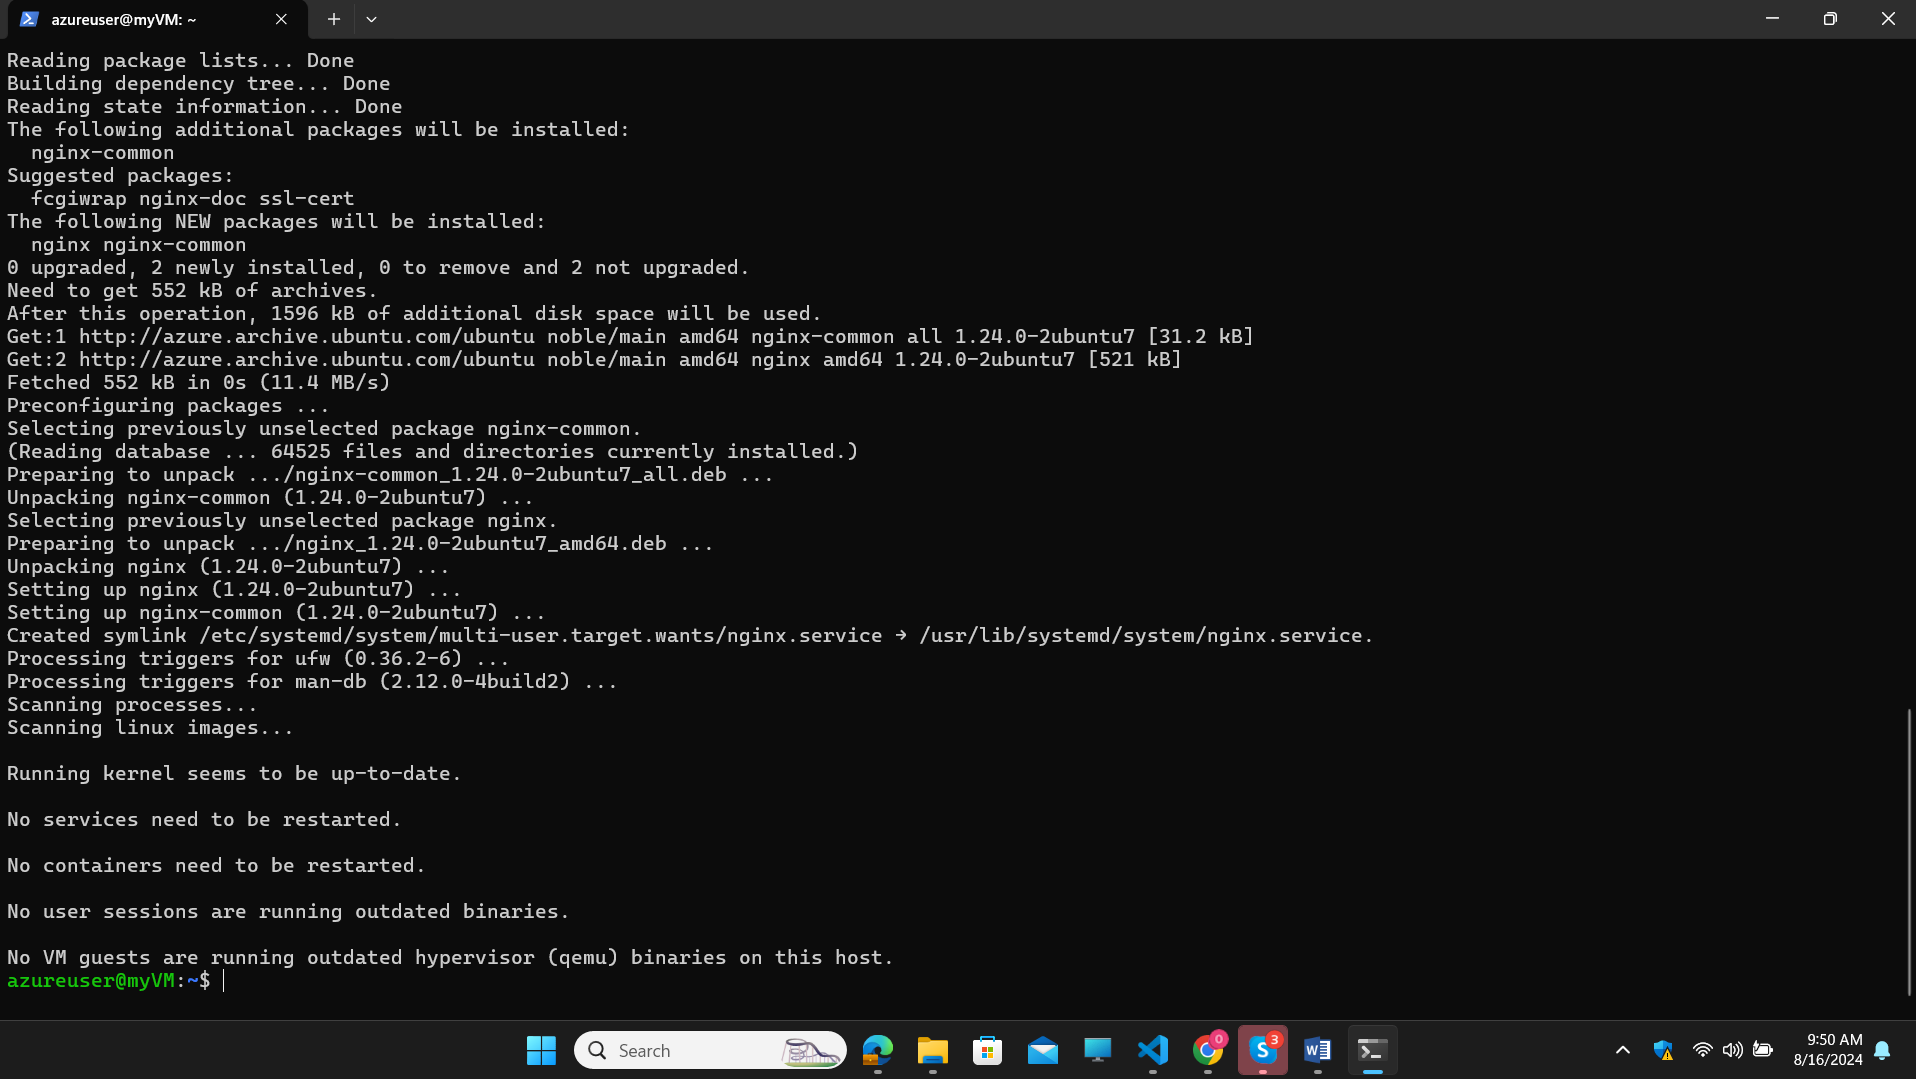 azureuser@myVM: ~
Reading package lists... Done
Building dependency tree... Done
Reading state information... Done
The following additional packages will be installed:
  nginx-common
Suggested packages:
  fcgiwrap nginx-doc ssl-cert
The following NEW packages will be installed:
  nginx nginx-common
0 upgraded, 2 newly installed, 0 to remove and 2 not upgraded.
Need to get 552 kB of archives.
After this operation, 1596 kB of additional disk space will be used.
Get:1 http://azure.archive.ubuntu.com/ubuntu noble/main amd64 nginx-common all 1.24.0-2ubuntu7 [31.2 kB]
Get:2 http://azure.archive.ubuntu.com/ubuntu noble/main amd64 nginx amd64 1.24.0-2ubuntu7 [521 kB]
Fetched 552 kB in 0s (11.4 MB/s)
Preconfiguring packages ...
Selecting previously unselected package nginx-common.
(Reading database ... 64525 files and directories currently installed.)
Preparing to unpack .../nginx-common_1.24.0-2ubuntu7_all.deb ...
Unpacking nginx-common (1.24.0-2ubuntu7) ...
Selecting previously unselected package nginx.
Preparing to unpack .../nginx_1.24.0-2ubuntu7_amd64.deb ...
Unpacking nginx (1.24.0-2ubuntu7) ...
Setting up nginx (1.24.0-2ubuntu7) ...
Setting up nginx-common (1.24.0-2ubuntu7) ...
Created symlink /etc/systemd/system/multi-user.target.wants/nginx.service → /usr/lib/systemd/system/nginx.service.
Processing triggers for ufw (0.36.2-6) ...
Processing triggers for man-db (2.12.0-4build2) ...
Scanning processes...
Scanning linux images...
Running kernel seems to be up-to-date.
No services need to be restarted.
No containers need to be restarted.
No user sessions are running outdated binaries.
No VM guests are running outdated hypervisor (qemu) binaries on this host.
azureuser@myVM:~$
Search
0
S 3
W
9:50 AM
8/16/2024